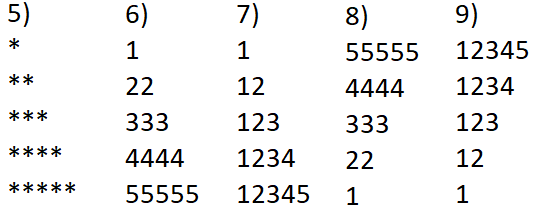 5) 6) 7) 8) 9)
* 1 1 55555 12345
** 22 12 4444 1234
*** 333 123 333 123
**** 4444 1234 22 12
***** 55555 12345 1 1